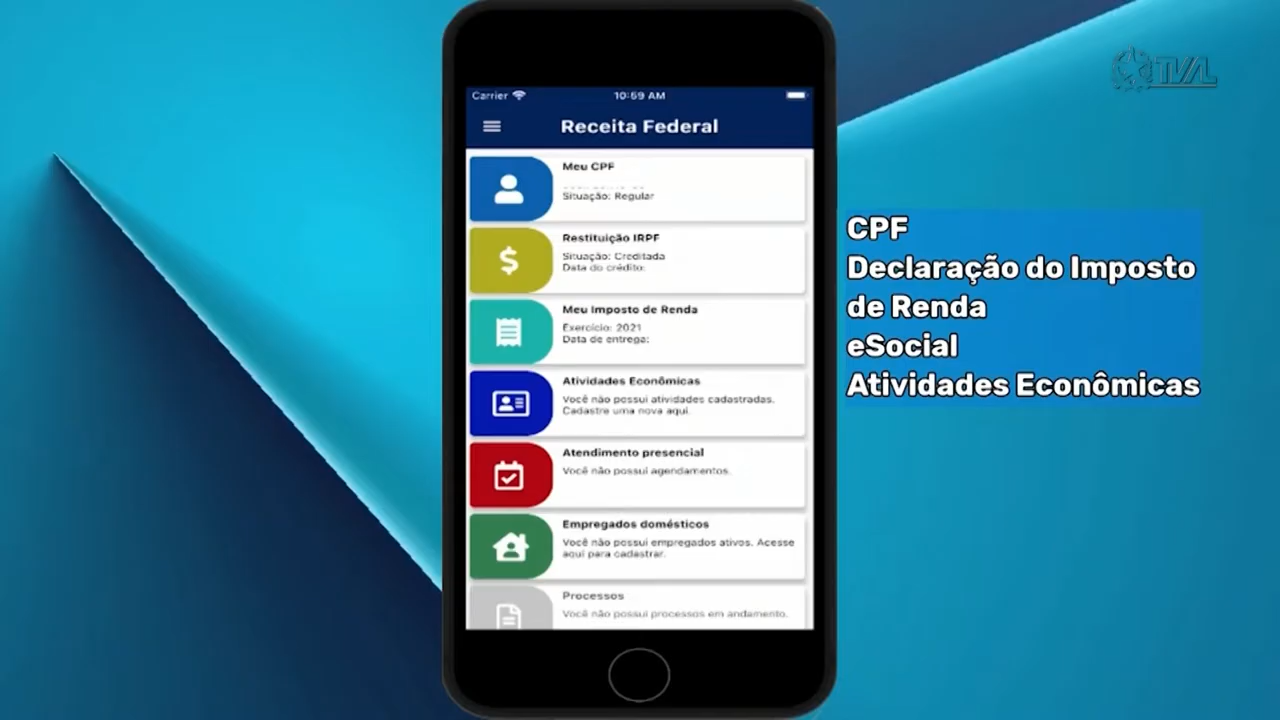 TVAL
Carrier
10:59 AM
Receita Federal
Meu CPF
Situação: Regular
Restituição IRPF
Situação: Creditada
Data do crédito:
Meu Imposto de Renda
Exercício: 2021
Data de entrega:
Atividades Econômicas
Você não possui atividades cadastradas.
Cadastre uma nova aqui.
Atendimento presencial
Você não possui agendamentos.
Empregados domésticos
Você não possui empregados ativos. Acesse
aqui para cadastrar.
Processos
Você não possui processos em andamento.
CPF
Declaração do Imposto
de Renda
eSocial
Atividades Econômicas